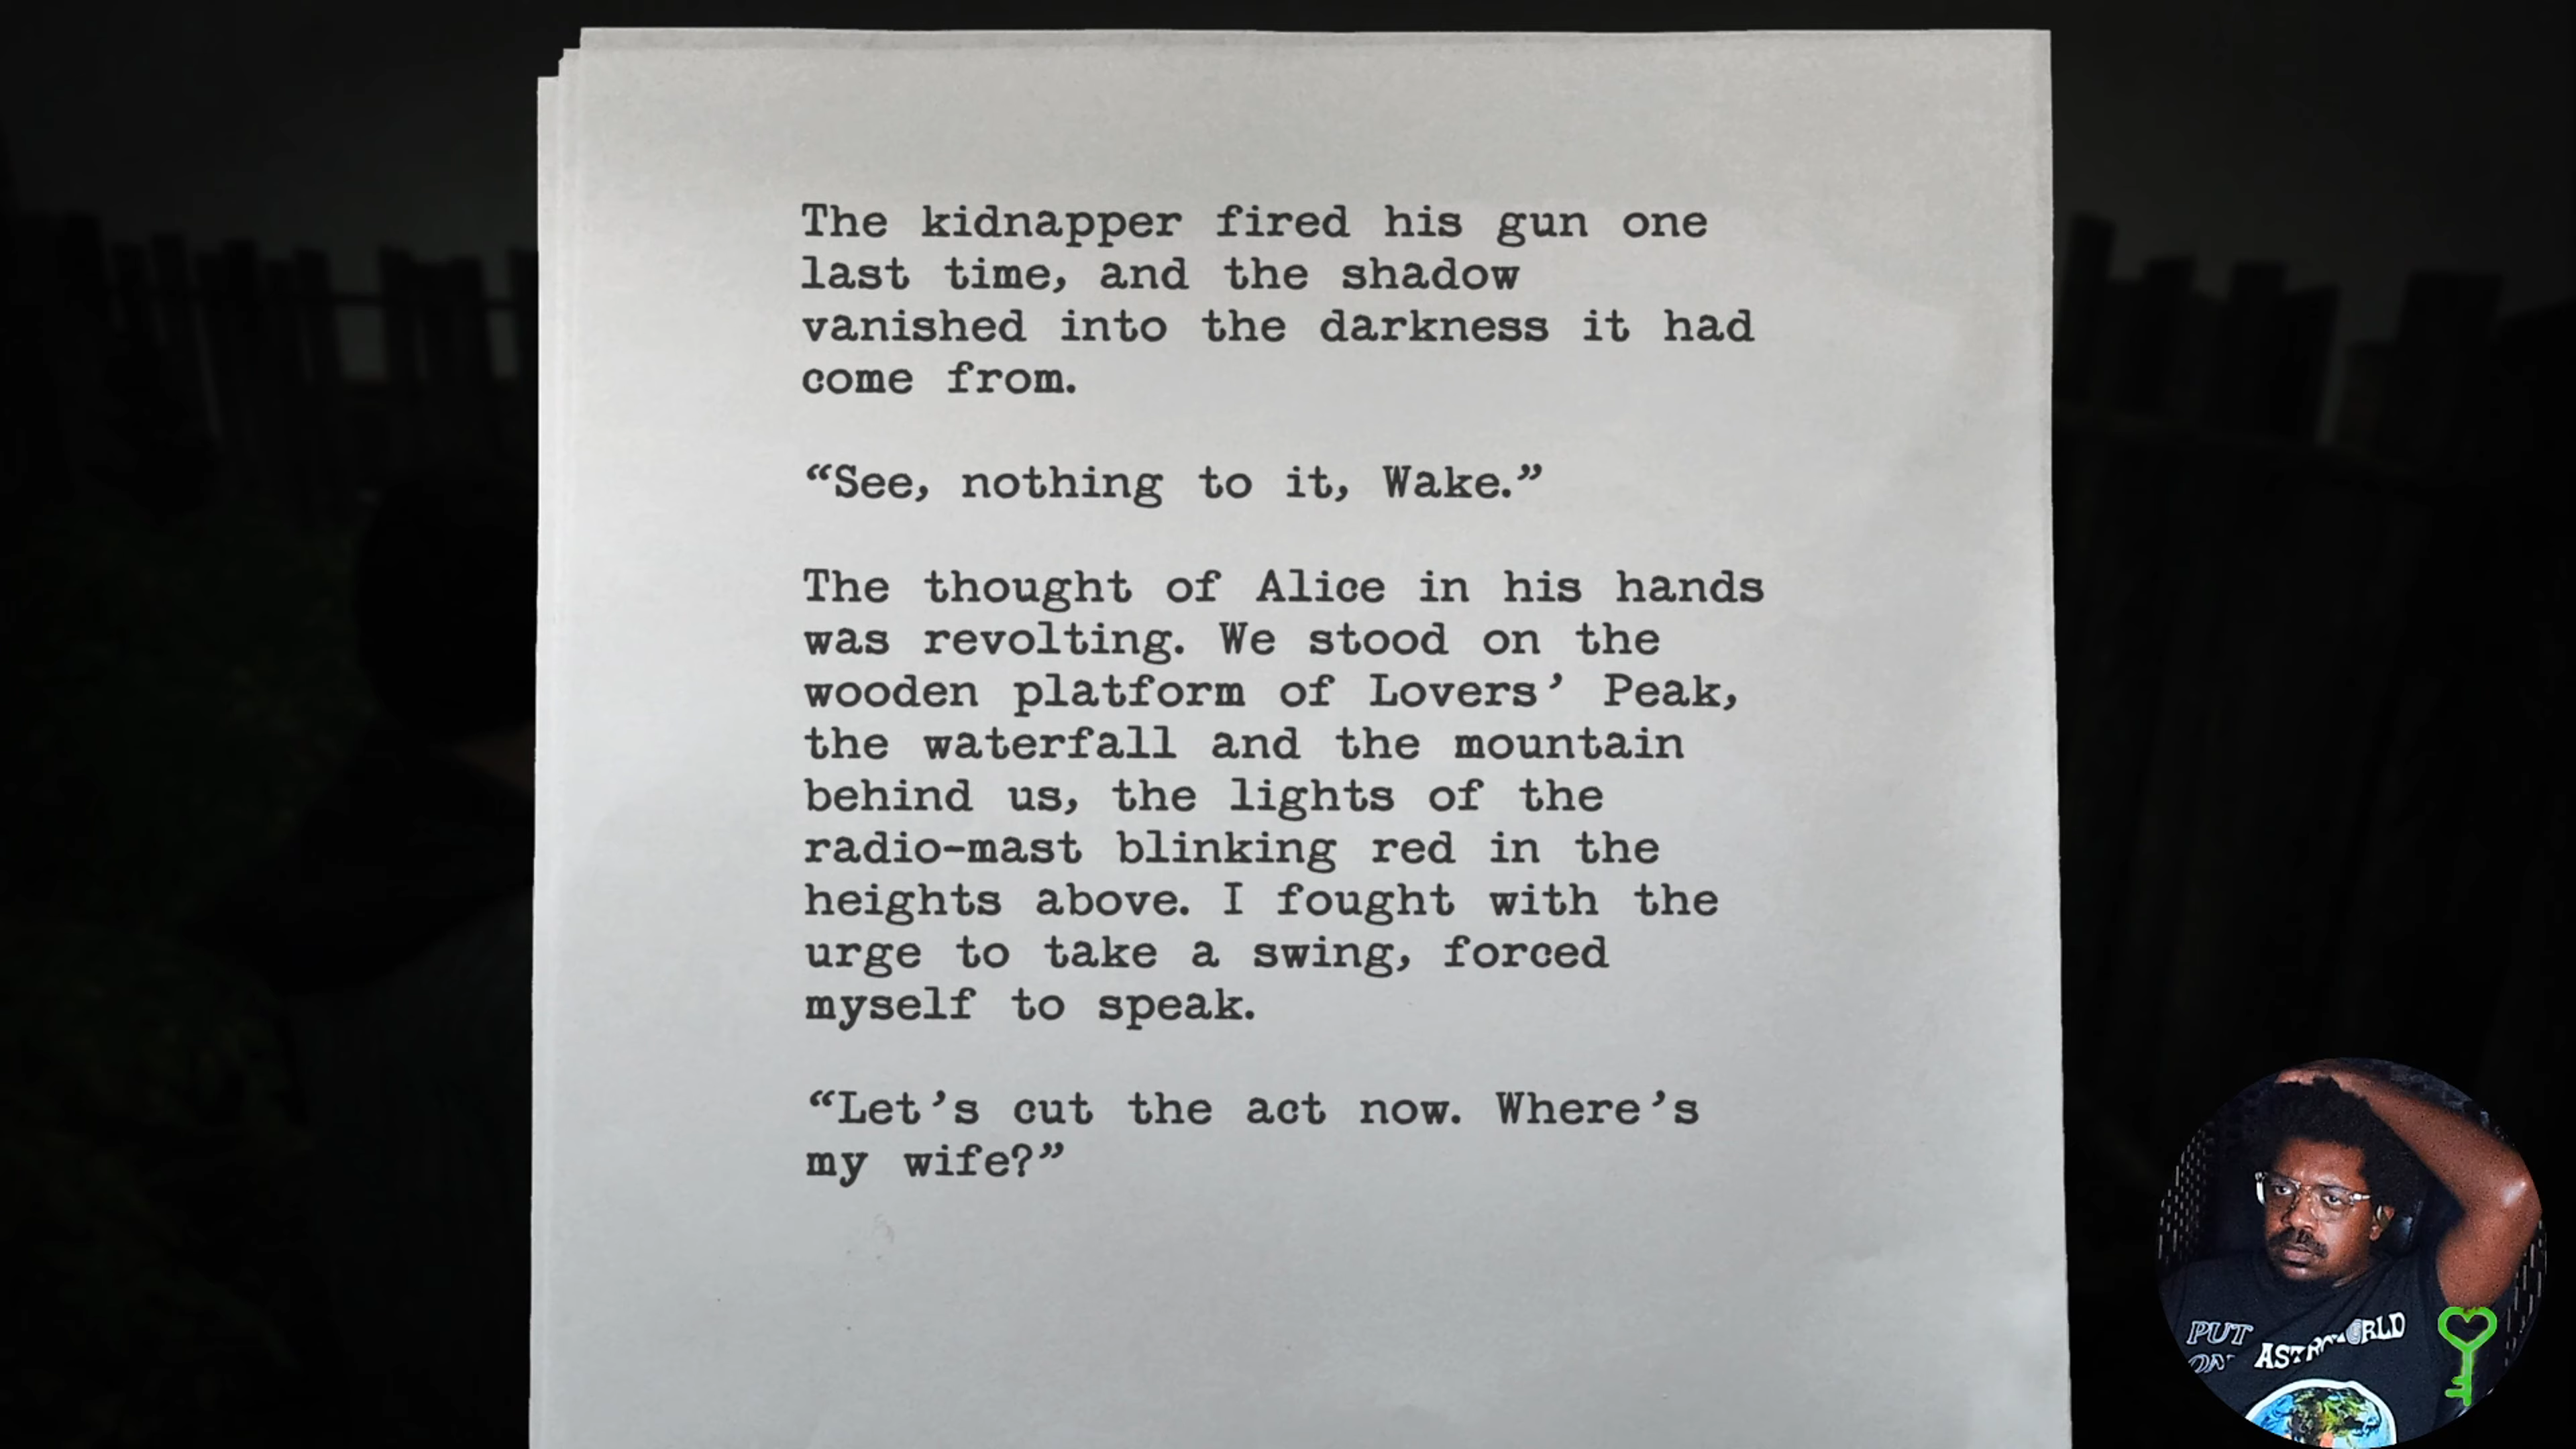 The kidnapper fired his gun one
last time, and the shadow
vanished into the darkness it had
come from.
“See, nothing to it, Wake.”
The thought of Alice in his hands
was revolting. We stood on the
wooden platform of Lovers’ Peak,
the waterfall and the mountain
behind us, the lights of the
radio-mast blinking red in the
heights above. I fought with the
urge to take a swing, forced
myself to speak.
“Let’s cut the act now. Where’s
my wife?”
PUT
ON
ASTROWORLD